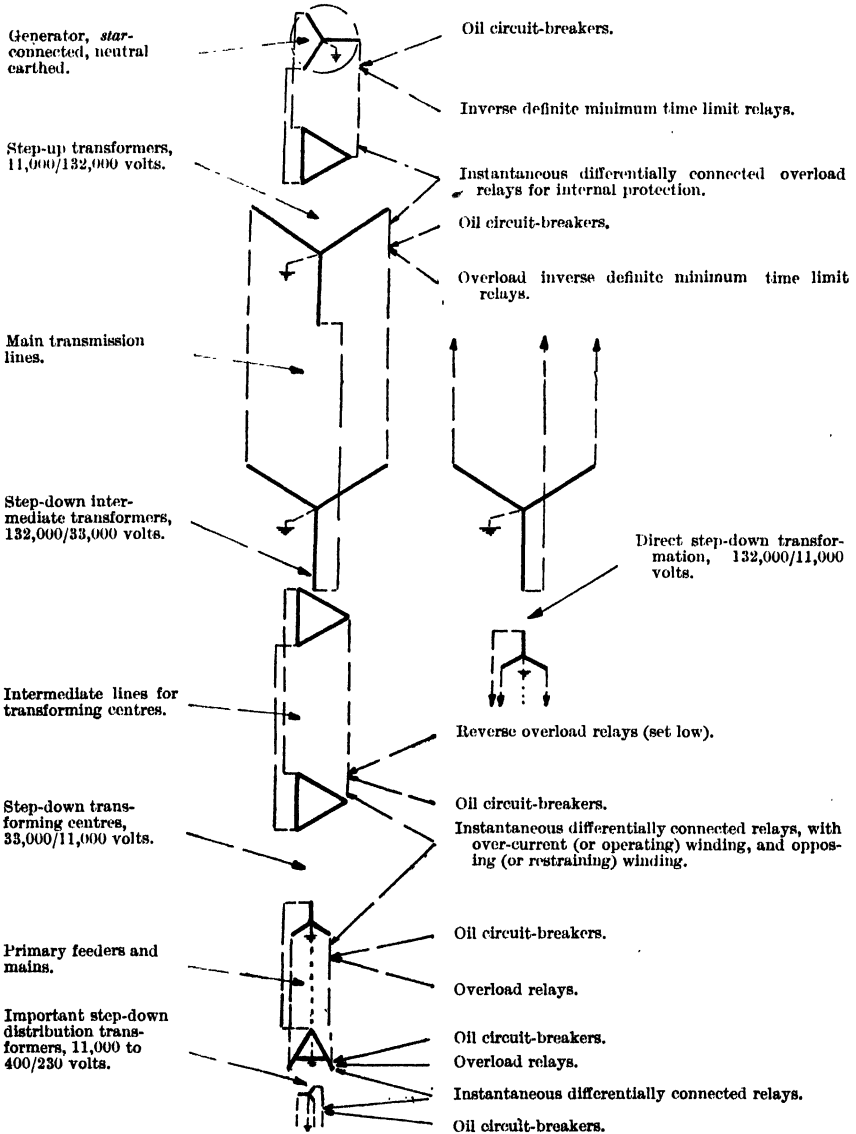 Generator, star-
connected, neutral
earthed.
Oil circuit-breakers.
Inverse definite minimum time limit relays.
Step-up transformers,
11,000/132,000 volts.
Instantaneous differentially connected overload
relays for internal protection.
Oil circuit-breakers.
Overload inverse definite minimum time limit
relays.
Main transmission
lines.
Step-down inter-
mediate transformers,
132,000/33,000 volts.
Direct step-down transfor-
mation, 132,000/11,000
volts.
Intermediate lines for
transforming centres.
Reverse overload relays (set low).
Step-down trans-
forming centres,
33,000/11,000 volts.
Oil circuit-breakers.
Instantaneous differentially connected relays, with
over-current (or operating) winding, and oppos-
ing (or restraining) winding.
Primary feeders and
mains.
Oil circuit-breakers.
Overload relays.
Important step-down
distribution trans-
formers, 11,000 to
400/230 volts.
Oil circuit-breakers.
Overload relays.
Instantaneous differentially connected relays.
Oil circuit-breakers.